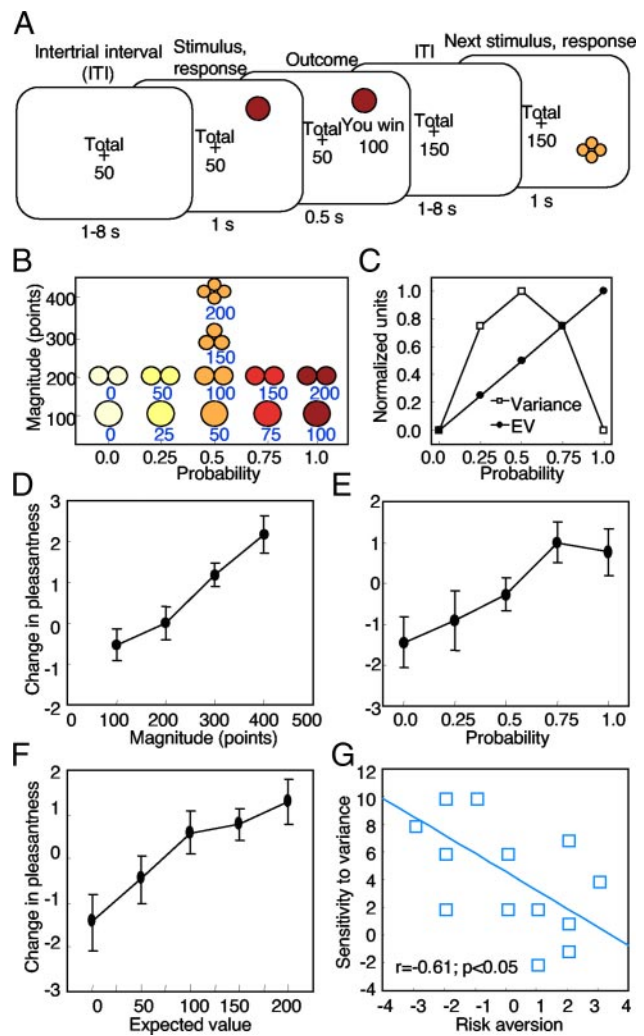 A
Intertrial interval
(ITI)
Stimulus,
response
Outcome
ITI
Next stimulus, response
Total
50
Total
50
Total
50
You win
100
Total
150
Total
150
1-8 s
1 s
0.5 s
1-8 s
1 s
B
Magnitude (points)
400
300
200
100
200
150
0
50
100
150
200
0
25
50
75
100
0.0
0.25
0.5
0.75
1.0
Probability
C
Normalized units
1.0
0.8
0.6
0.4
0.2
0.0
Variance
EV
0.0
0.25
0.5
0.75
1.0
Probability
D
Change in pleasantness
3
2
1
0
-1
-2
0
100
200
300
400
500
Magnitude (points)
E
2
1
0
-1
-2
-3
0.0
0.25
0.5
0.75
1.0
Probability
F
Change in pleasantness
2
1
0
-1
-2
-3
0
50
100
150
200
Expected value
G
Sensitivity to variance
12
10
8
6
4
2
0
-2
-4
r=-0.61; p<0.05
-4
-3
-2
-1
0
1
2
3
4
Risk aversion